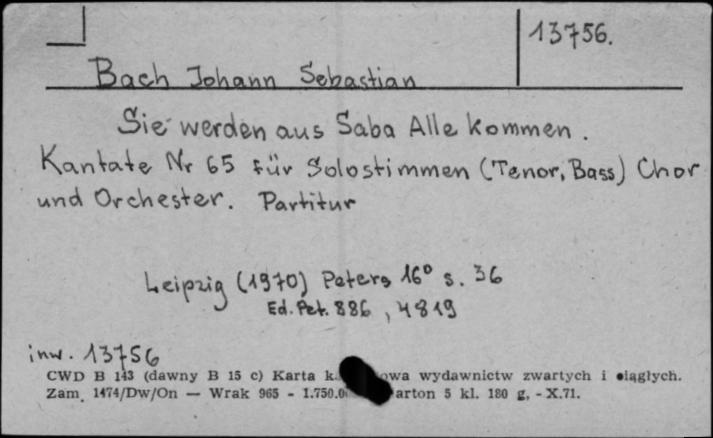 13756.
Bach Johann Sebastian
Sie werden aus Saba Alle kommen.
Kantate Nr 65 für Solostimmen (Tenor, Bass) Chor
und Orchester. Partitur
Leipzig (1970) Peters 16° s. 36
Ed. Pet. 886, 4819
inw. 13756
CWD B 143 (dawny B 15 c) Karta wydawnictw zwartych i ciągłych.
Zam. 1474/Dw/On — Wrak 965 - 1.750.0 arton 5 kl. 180 g, - X.71.